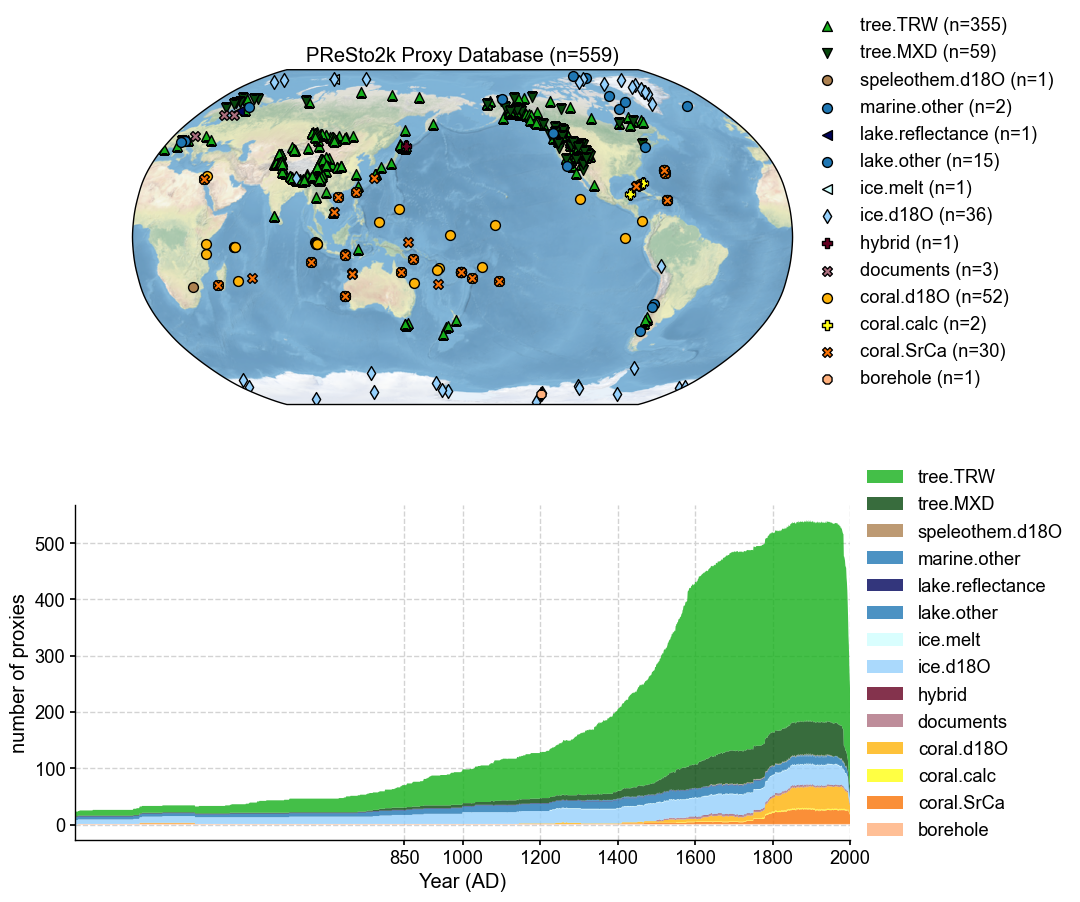 PReSto2k Proxy Database (n=559)
tree.TRW (n=355)
tree.MXD (n=59)
speleothem.d18O (n=1)
marine.other (n=2)
lake.reflectance (n=1)
lake.other (n=15)
ice.melt (n=1)
ice.d18O (n=36)
hybrid (n=1)
documents (n=3)
coral.d18O (n=52)
coral.calc (n=2)
coral.SrCa (n=30)
borehole (n=1)
number of proxies
500
400
300
200
100
0
850 1000 1200 1400 1600 1800 2000
Year (AD)
tree.TRW
tree.MXD
speleothem.d18O
marine.other
lake.reflectance
lake.other
ice.melt
ice.d18O
hybrid
documents
coral.d18O
coral.calc
coral.SrCa
borehole